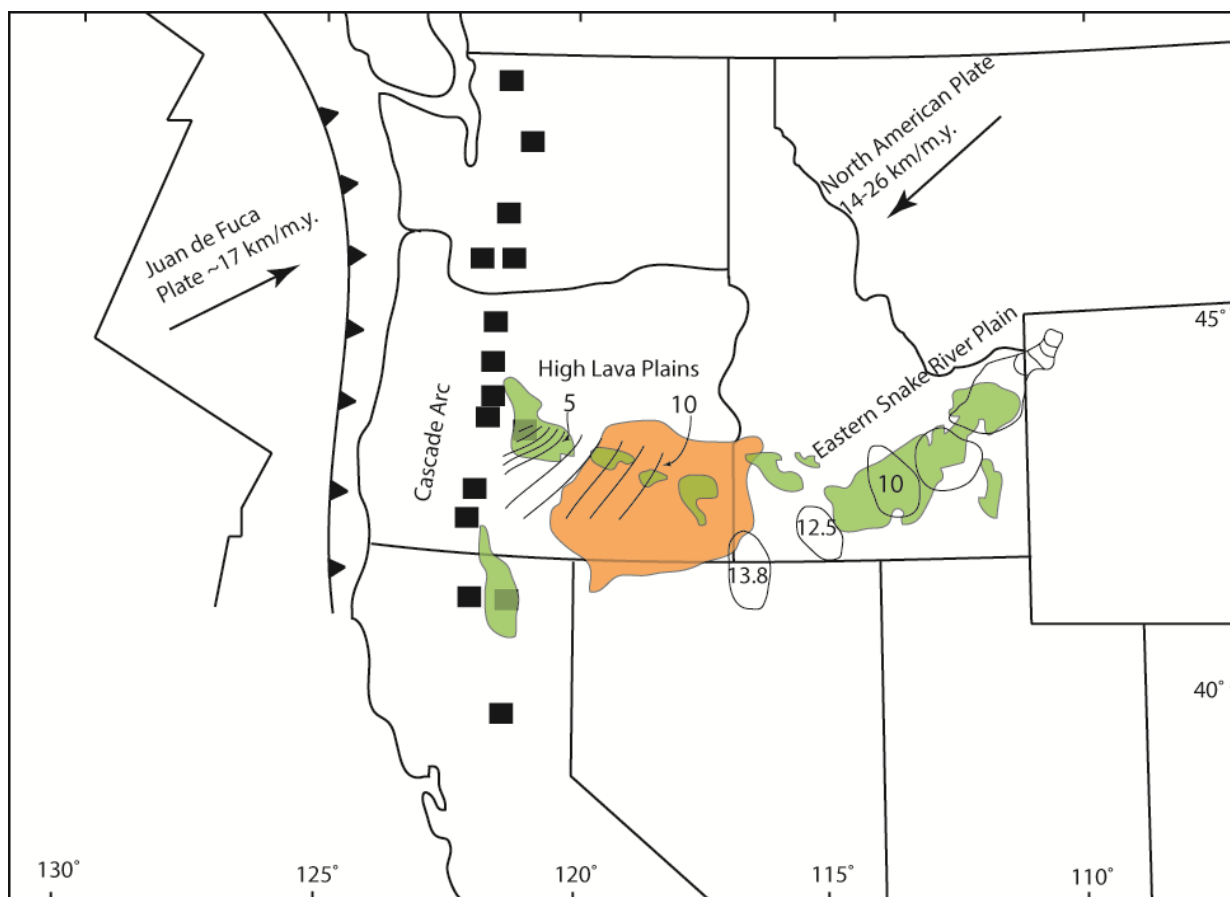 North American Plate
14-26 km/m.y.
Juan de Fuca
Plate ~17 km/m.y.
45°
High Lava Plains
5
10
Eastern Snake River Plain
Cascade Arc
10
12.5
13.8
40°
130°
125°
120°
115°
110°